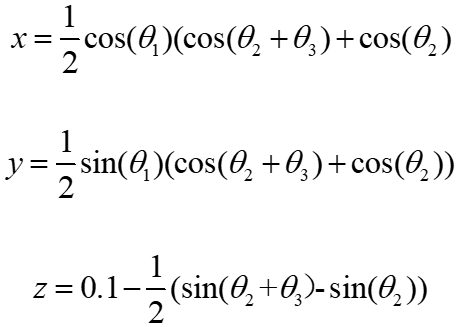 x = 1/2 cos(θ₁)(cos(θ₂ + θ₃) + cos(θ₂)
y = 1/2 sin(θ₁)(cos(θ₂ + θ₃) + cos(θ₂))
z = 0.1 − 1/2 (sin(θ₂+θ₃)-sin(θ₂))